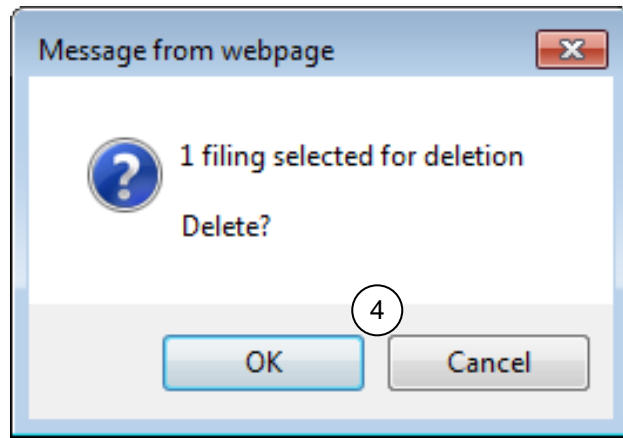 Message from webpage
1 filing selected for deletion
Delete?
4
OK
Cancel